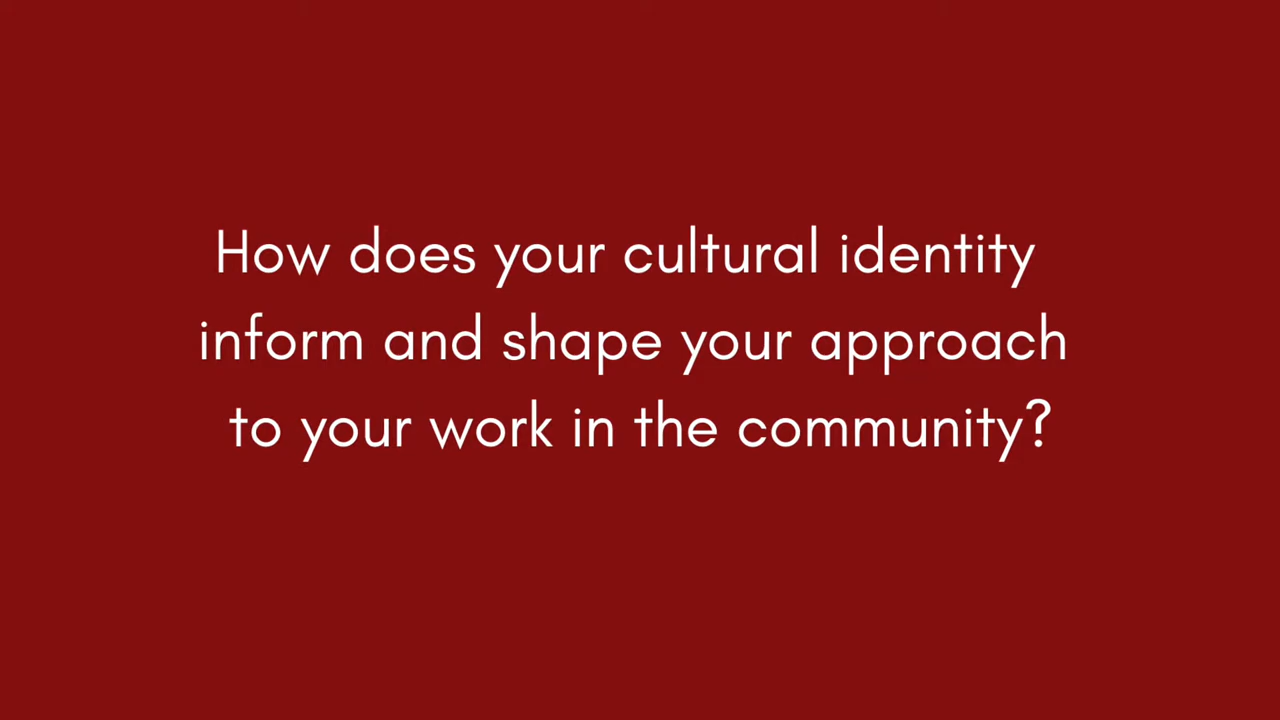 How does your cultural identity
inform and shape your approach
to your work in the community?